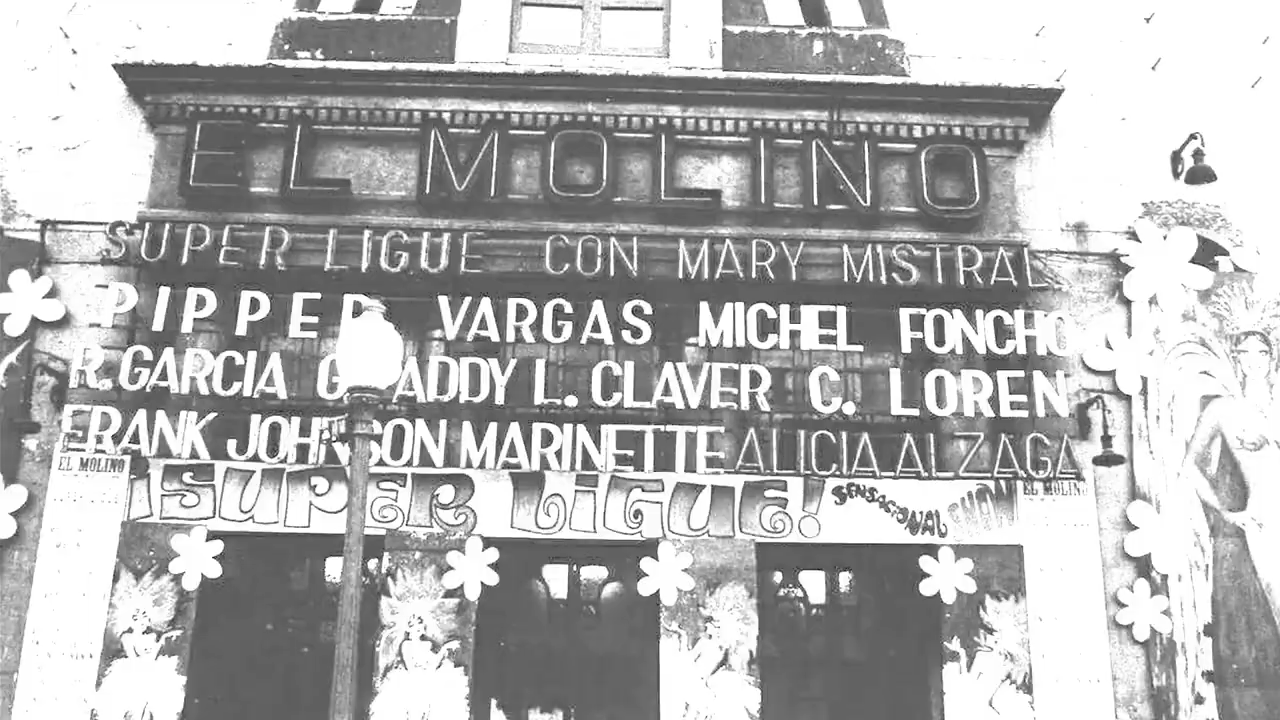 EL MOLINO
SUPER LIGUE CON MARY MISTRAL
PIPPER VARGAS MICHEL FONCHO
R. GARCIA G. ADDY L. CLAVER C. LOREN
FRANK JOHNSON MARINETTE ALICIA ALZAGA
EL MOLINO
¡SUPER LIGUE! SENSACIONAL SHOW
EL MOLINO